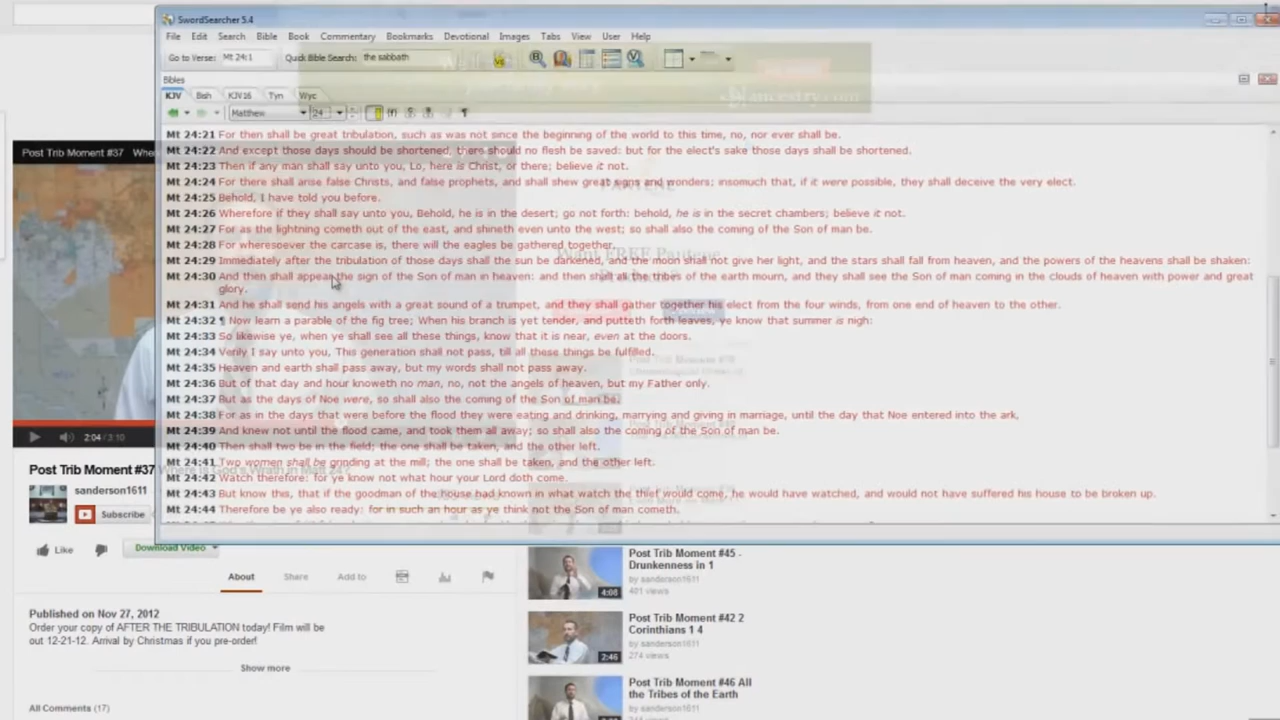 SwordSearcher 5.4
File Edit Search Bible Book Commentary Bookmarks Devotional Images Tabs View User Help
Go to Verse: Mt 24:1 Quick Bible Search: the sabbath
ancestry.com
Bibles
KJV Bish KJV16 Tyn Wyc
Matthew 24
Mt 24:21 For then shall be great tribulation, such as was not since the beginning of the world to this time, no, nor ever shall be.
Mt 24:22 And except those days should be shortened, there should no flesh be saved: but for the elect's sake those days shall be shortened.
Mt 24:23 Then if any man shall say unto you, Lo, here is Christ, or there; believe it not.
Mt 24:24 For there shall arise false Christs, and false prophets, and shall shew great signs and wonders; insomuch that, if it were possible, they shall deceive the very elect.
Mt 24:25 Behold, I have told you before.
Mt 24:26 Wherefore if they shall say unto you, Behold, he is in the desert; go not forth: behold, he is in the secret chambers; believe it not.
Mt 24:27 For as the lightning cometh out of the east, and shineth even unto the west; so shall also the coming of the Son of man be.
Mt 24:28 For wheresoever the carcase is, there will the eagles be gathered together.
Mt 24:29 Immediately after the tribulation of those days shall the sun be darkened, and the moon shall not give her light, and the stars shall fall from heaven, and the powers of the heavens shall be shaken:
Mt 24:30 And then shall appear the sign of the Son of man in heaven: and then shall all the tribes of the earth mourn, and they shall see the Son of man coming in the clouds of heaven with power and great
glory.
Mt 24:31 And he shall send his angels with a great sound of a trumpet, and they shall gather together his elect from the four winds, from one end of heaven to the other.
Mt 24:32 ¶ Now learn a parable of the fig tree; When his branch is yet tender, and putteth forth leaves, ye know that summer is nigh:
Mt 24:33 So likewise ye, when ye shall see all these things, know that it is near, even at the doors.
Mt 24:34 Verily I say unto you, This generation shall not pass, till all these things be fulfilled.
Mt 24:35 Heaven and earth shall pass away, but my words shall not pass away.
Mt 24:36 But of that day and hour knoweth no man, no, not the angels of heaven, but my Father only.
Mt 24:37 But as the days of Noe were, so shall also the coming of the Son of man be.
Mt 24:38 For as in the days that were before the flood they were eating and drinking, marrying and giving in marriage, until the day that Noe entered into the ark,
Mt 24:39 And knew not until the flood came, and took them all away; so shall also the coming of the Son of man be.
Mt 24:40 Then shall two be in the field; the one shall be taken, and the other left.
Mt 24:41 Two women shall be grinding at the mill; the one shall be taken, and the other left.
Mt 24:42 Watch therefore: for ye know not what hour your Lord doth come.
Mt 24:43 But know this, that if the goodman of the house had known in what watch the thief would come, he would have watched, and would not have suffered his house to be broken up.
Mt 24:44 Therefore be ye also ready: for in such an hour as ye think not the Son of man cometh.
Post Trib Moment #37
2:04 / 3:10
Post Trib Moment #37 Where is God's Wrath in Matt 24?
sanderson1611
Subscribe
Like
Download Video
About Share Add to
Published on Nov 27, 2012
Order your copy of AFTER THE TRIBULATION today! Film will
be out 12-21-12. Arrival by Christmas if you pre-order!
Show more
All Comments (17)
Post Trib Moment #45 -
Drunkenness in 1
by sanderson1611
401 views
4:08
Post Trib Moment #42 2
Corinthians 1 4
by sanderson1611
274 views
2:46
Post Trib Moment #46 All
the Tribes of the Earth
by sanderson1611